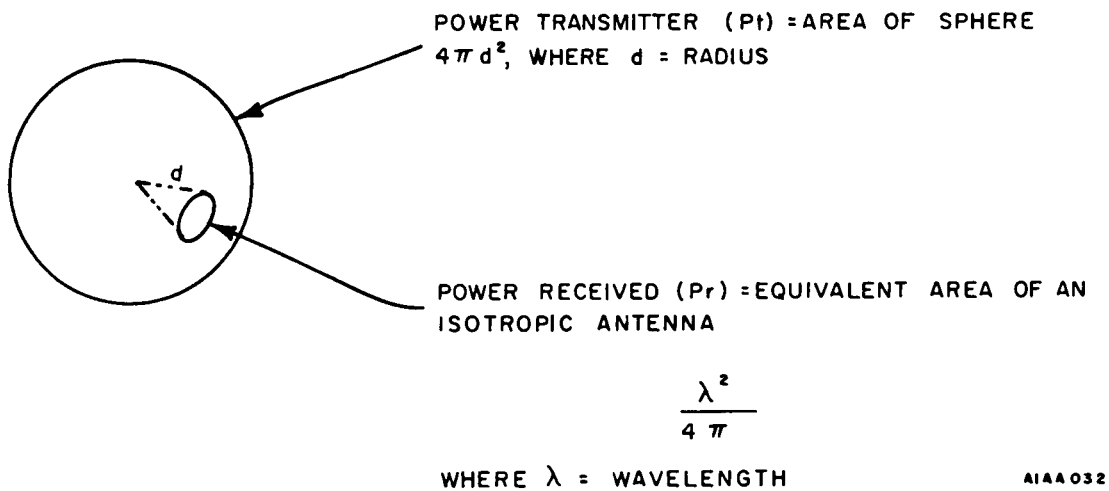 POWER TRANSMITTER (Pt) = AREA OF SPHERE
4πd², WHERE d = RADIUS
d
POWER RECEIVED (Pr) = EQUIVALENT AREA OF AN
ISOTROPIC ANTENNA
λ²
4π
WHERE λ = WAVELENGTH
AIAA032